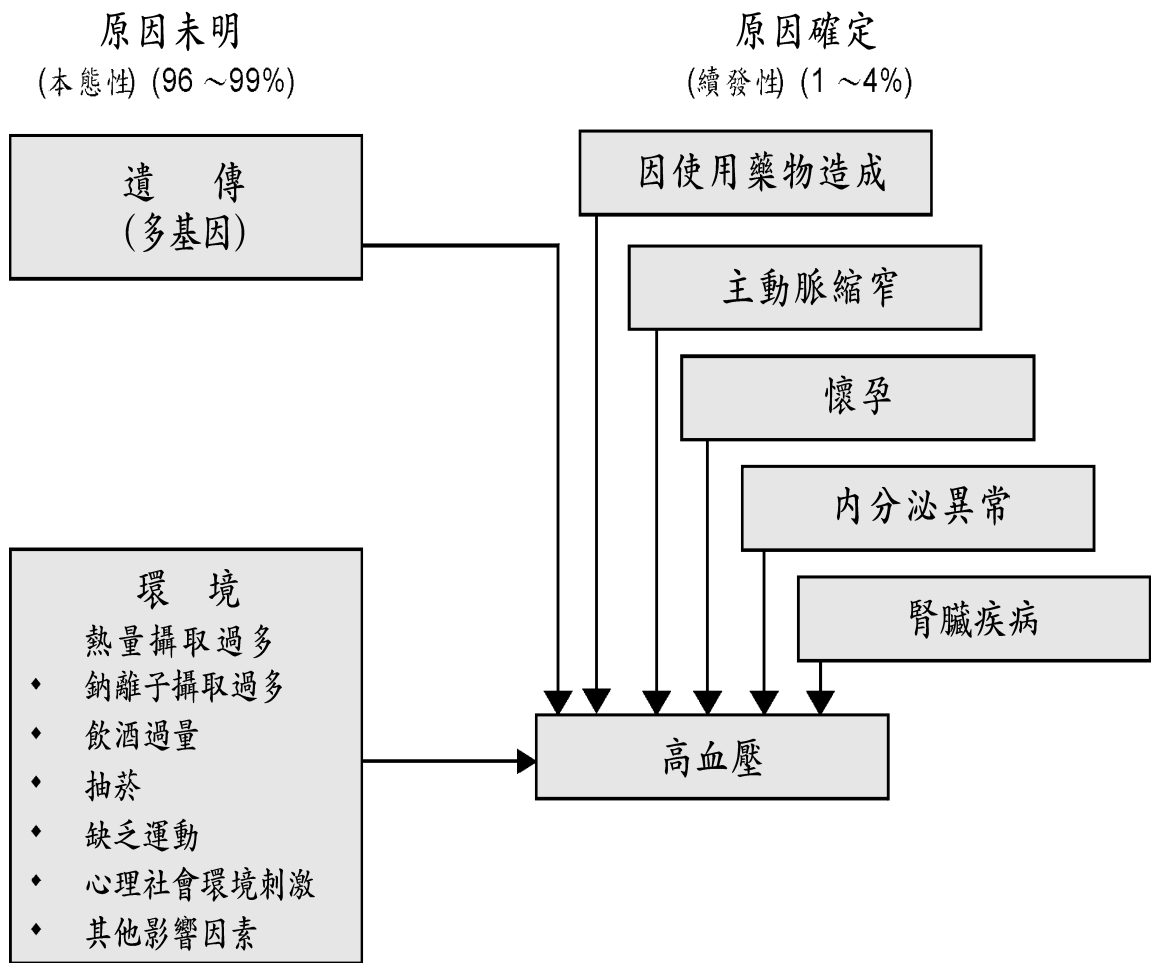 原因未明
(本態性) (96 ～99%)
遺 傳
(多基因)
環 境
熱量攝取過多
◆ 鈉離子攝取過多
◆ 飲酒過量
◆ 抽菸
◆ 缺乏運動
◆ 心理社會環境刺激
◆ 其他影響因素
原因確定
(續發性) (1 ～4%)
因使用藥物造成
主動脈縮窄
懷孕
內分泌異常
腎臟疾病
高血壓